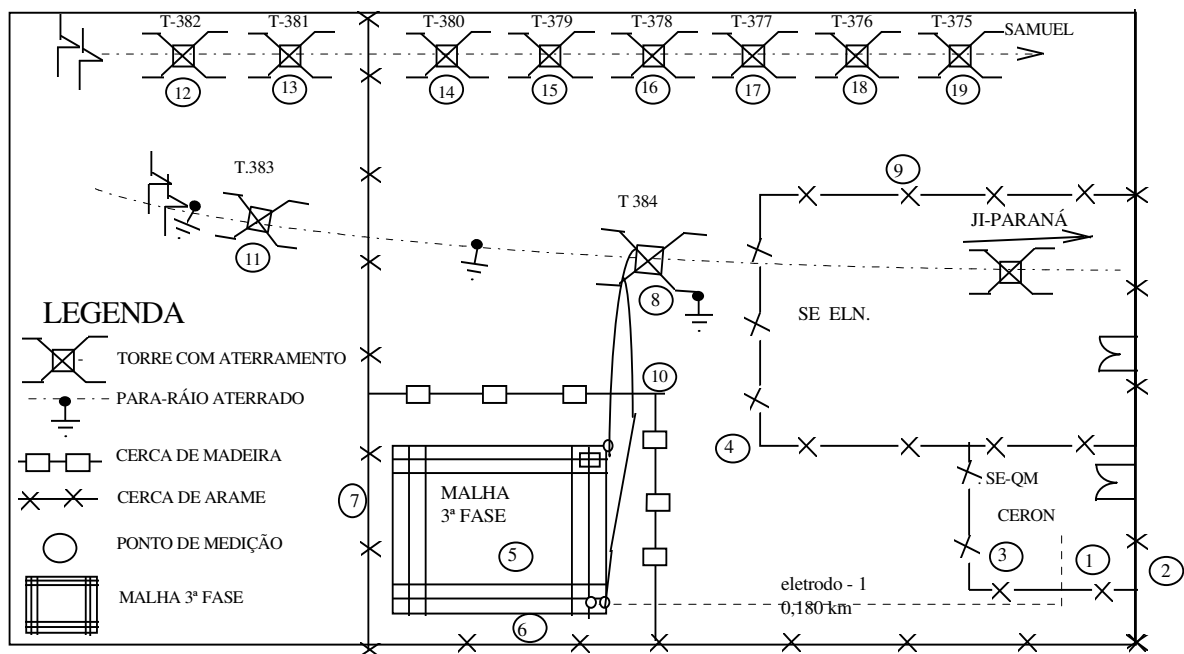 T-382
T-381
T-380
T-379
T-378
T-377
T-376
T-375
SAMUEL
12
13
14
15
16
17
18
19
9
T.383
T 384
JI-PARANÁ
11
8
SE ELN.
LEGENDA
TORRE COM ATERRAMENTO
10
PARA-RÁIO ATERRADO
4
CERCA DE MADEIRA
SE-QM
7
MALHA
3ª FASE
CERCA DE ARAME
CERON
PONTO DE MEDIÇÃO
5
3
1
2
eletrodo - 1
0,180 km
MALHA 3ª FASE
6